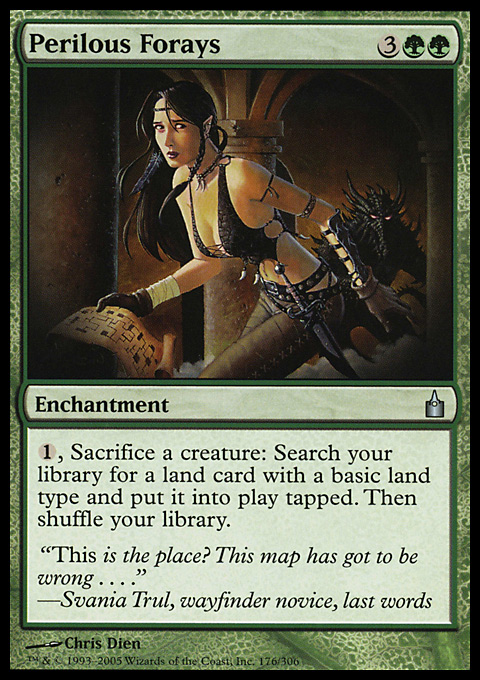 Perilous Forays 3
Enchantment
1, Sacrifice a creature: Search your
library for a land card with a basic land
type and put it into play tapped. Then
shuffle your library.
“This is the place? This map has got to be
wrong . . . .”
—Svania Trul, wayfinder novice, last words
Chris Dien
™ & © 1993–2005 Wizards of the Coast, Inc. 176/306